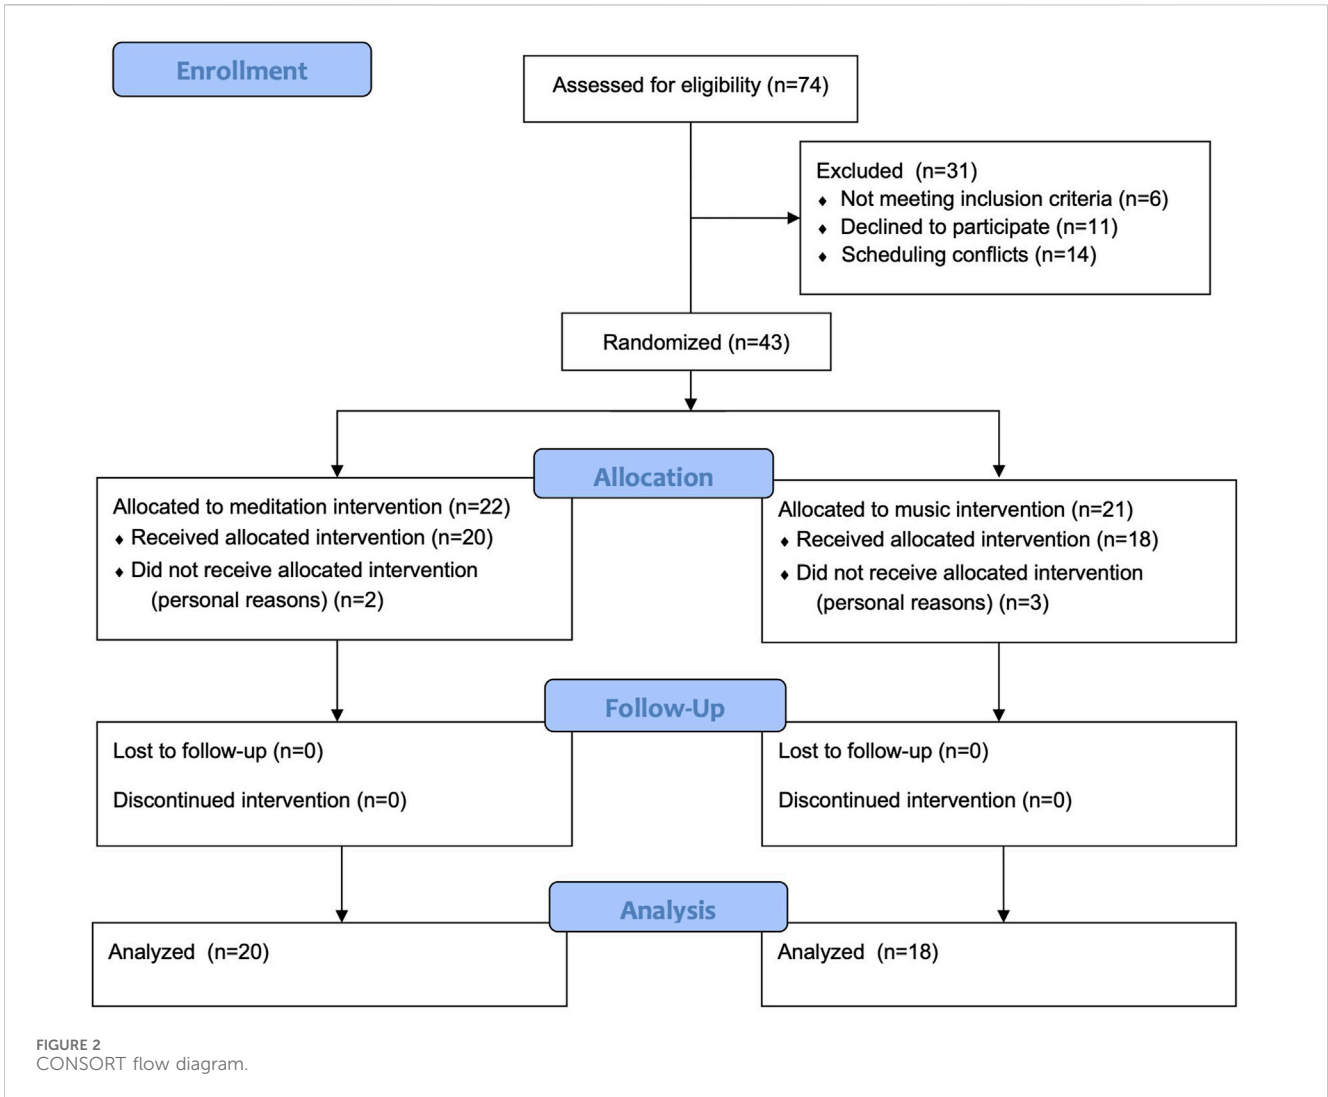 Enrollment
Assessed for eligibility (n=74)
Excluded (n=31)
♦ Not meeting inclusion criteria (n=6)
♦ Declined to participate (n=11)
♦ Scheduling conflicts (n=14)
Randomized (n=43)
Allocation
Allocated to meditation intervention (n=22)
♦ Received allocated intervention (n=20)
♦ Did not receive allocated intervention
(personal reasons) (n=2)
Allocated to music intervention (n=21)
♦ Received allocated intervention (n=18)
♦ Did not receive allocated intervention
(personal reasons) (n=3)
Follow-Up
Lost to follow-up (n=0)
Discontinued intervention (n=0)
Lost to follow-up (n=0)
Discontinued intervention (n=0)
Analysis
Analyzed (n=20)
Analyzed (n=18)
FIGURE 2
CONSORT flow diagram.